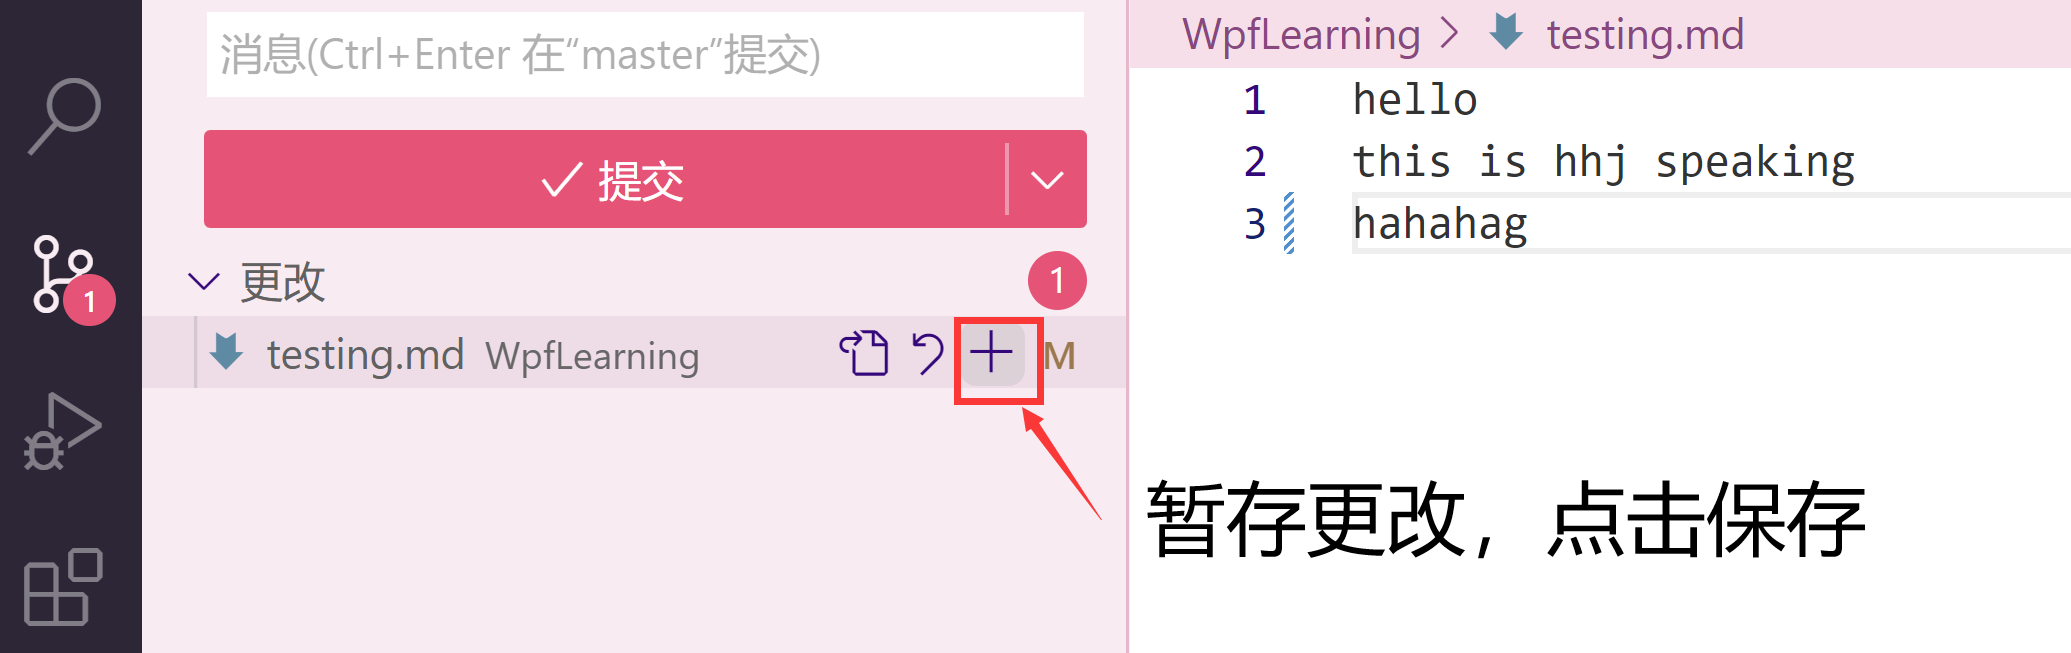 消息(Ctrl+Enter 在“master”提交)
提交
更改 1
testing.md WpfLearning M
1
WpfLearning > testing.md
1 hello
2 this is hhj speaking
3 hahahag
暂存更改，点击保存